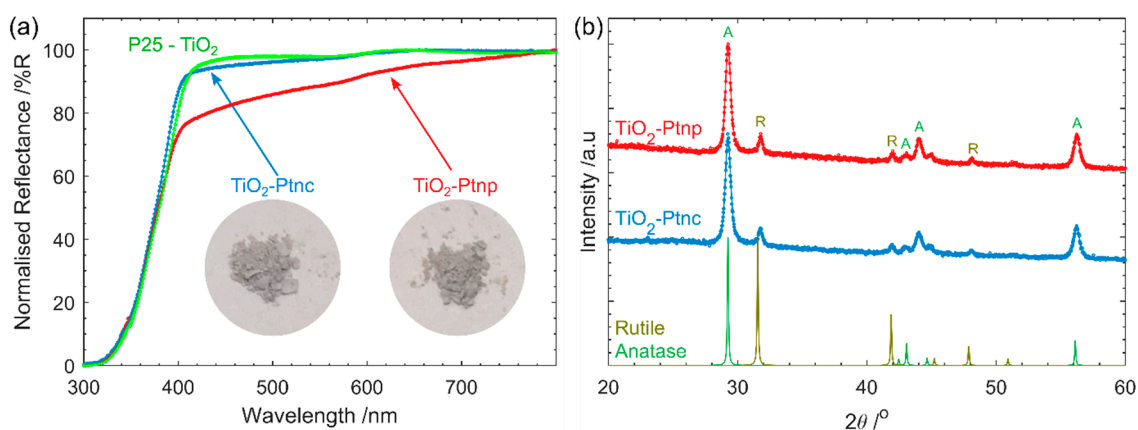 (a)
P25 - TiO₂
TiO₂-Ptnc
TiO₂-Ptnp
Normalised Reflectance /%R
0
20
40
60
80
100
300
400
500
600
700
Wavelength /nm
(b)
A
TiO₂-Ptnp
R
R
A
A
R
A
TiO₂-Ptnc
Rutile
Anatase
Intensity /a.u
20
30
40
50
60
2θ /°